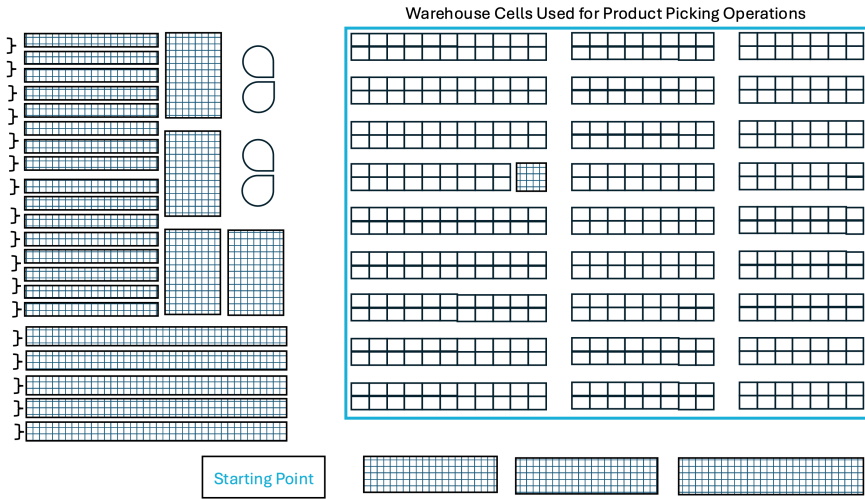 Warehouse Cells Used for Product Picking Operations
Starting Point